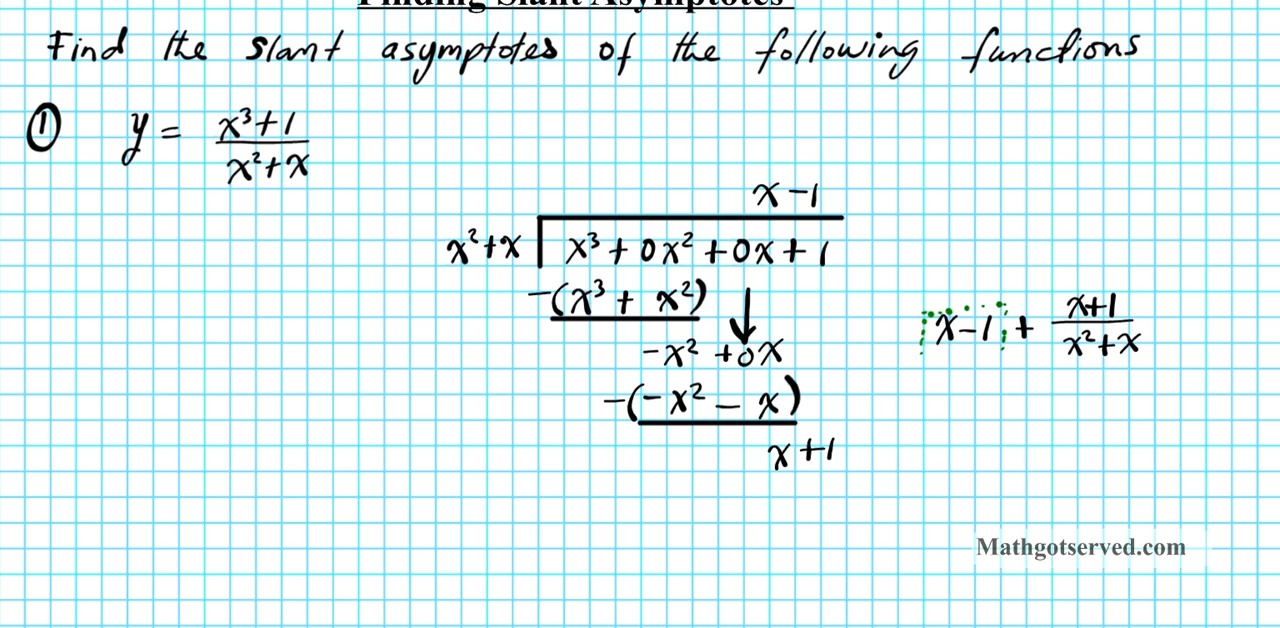 Finding Slant Asymptotes
Find the slant asymptotes of the following functions
① y = (x³+1)/(x²+x)
x-1
x²+x x³+0x²+0x+1
-(x³+ x²)
-x² +0x
-(-x² - x)
x+1
x-1 + (x+1)/(x²+x)
Mathgotserved.com